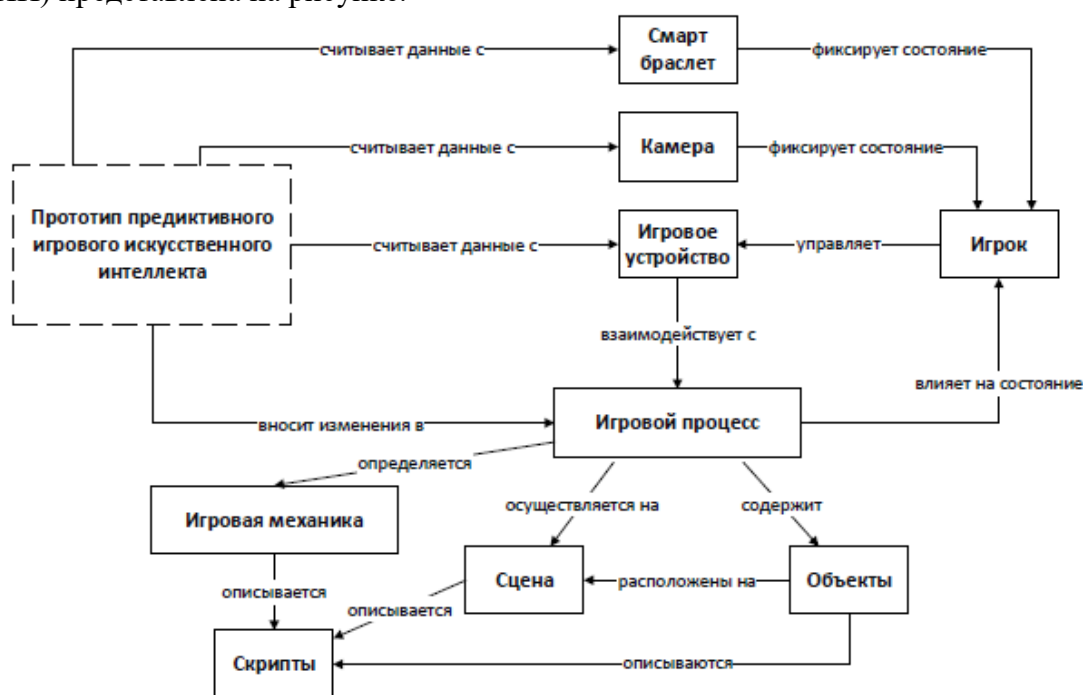 представлена на рисунке.
считывает данные с
Смарт
браслет
фиксирует состояние
считывает данные с
Камера
фиксирует состояние
Прототип предиктивного
игрового искусственного
интеллекта
считывает данные с
Игровое
устройство
управляет
Игрок
взаимодействует с
влияет на состояние
вносит изменения в
Игровой процесс
определяется
осуществляется на
содержит
Игровая механика
Сцена
расположены на
Объекты
описывается
описывается
Скрипты
описываются